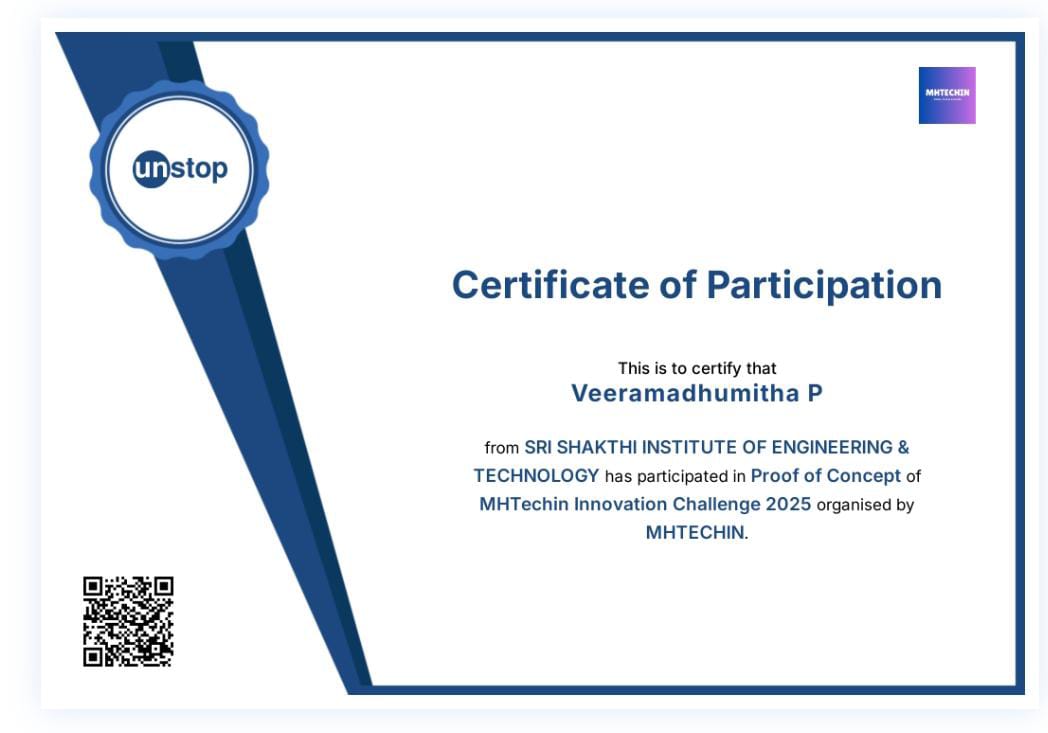 unstop
MHTECHIN
Certificate of Participation
This is to certify that
Veeramadhumitha P
from SRI SHAKTHI INSTITUTE OF ENGINEERING &
TECHNOLOGY has participated in Proof of Concept of
MHTechin Innovation Challenge 2025 organised by
MHTECHIN.